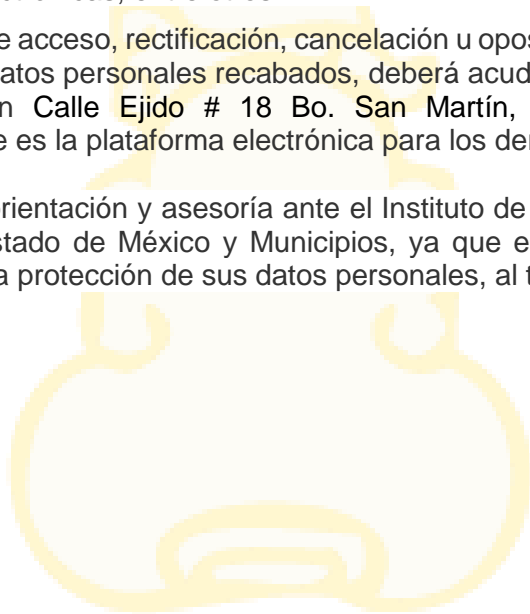 e acceso, rectificación, cancelación u opos
atos personales recabados, deberá acud
n Calle Ejido # 18 Bo. San Martín,
e es la plataforma electrónica para los der
rientación y asesoría ante el Instituto de
stado de México y Municipios, ya que e
a protección de sus datos personales, al t